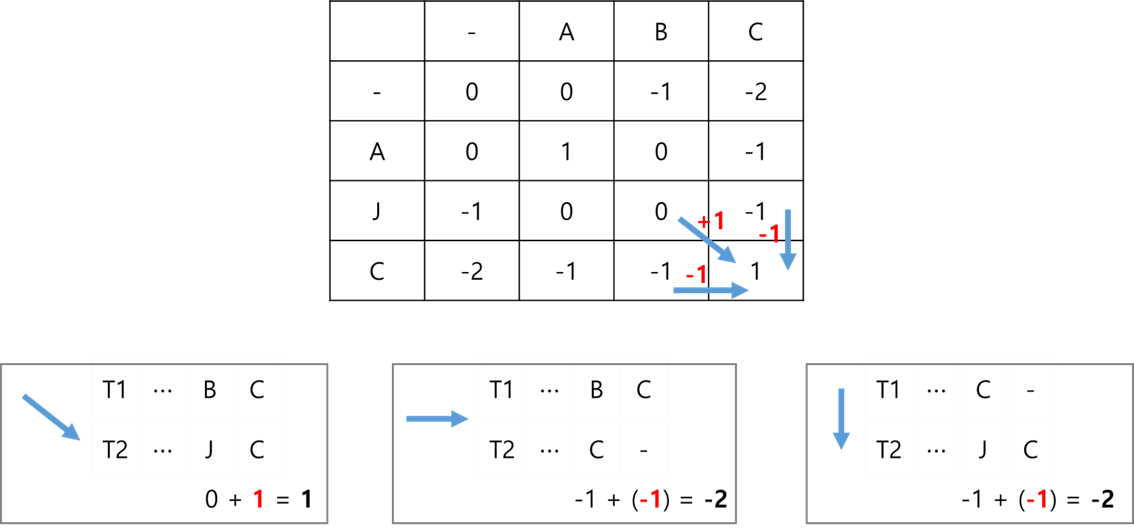 - A B C
- 0 0 -1 -2
A 0 1 0 -1
J -1 0 0 -1
+1 -1
C -2 -1 -1 -1 1
T1 ··· B C
T2 ··· J C
0 + 1 = 1
T1 ··· B C
T2 ··· C -
-1 + (-1) = -2
T1 ··· C -
T2 ··· J C
-1 + (-1) = -2